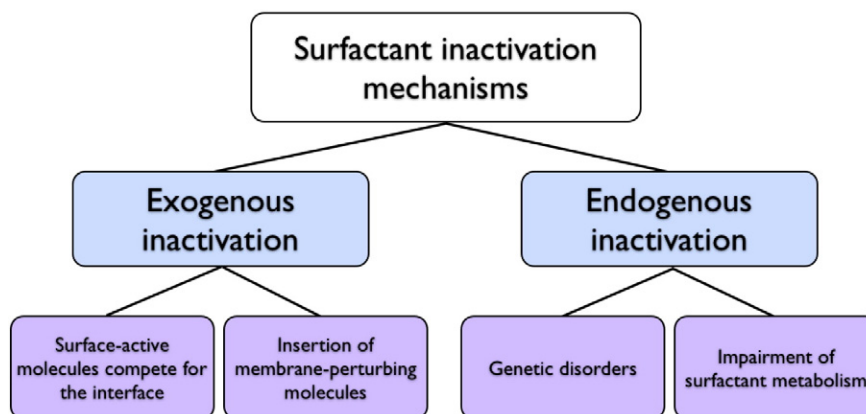 Surfactant inactivation
mechanisms
Exogenous
inactivation
Endogenous
inactivation
Surface-active
molecules compete for
the interface
Insertion of
membrane-perturbing
molecules
Genetic disorders
Impairment of
surfactant metabolism